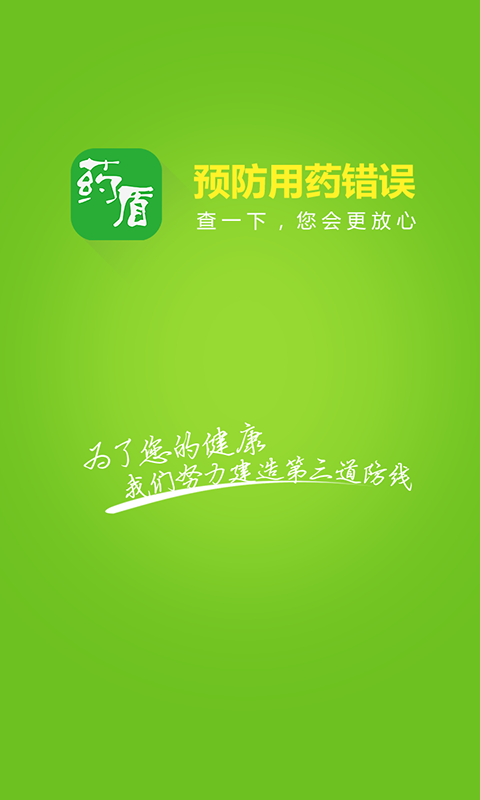 药盾
预防用药错误
查一下，您会更放心
为了您的健康
我们努力建造第三道防线